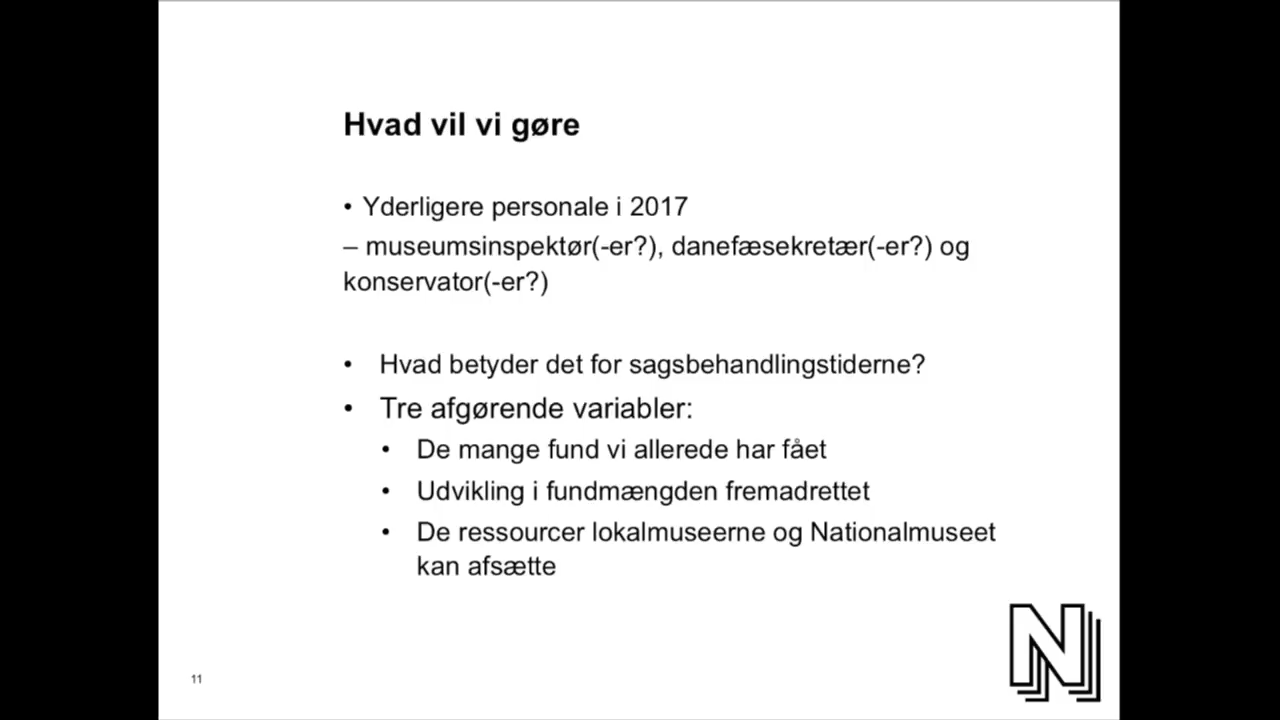 Hvad vil vi gøre
• Yderligere personale i 2017
– museumsinspektør(-er?), danefæsekretær(-er?) og
konservator(-er?)
• Hvad betyder det for sagsbehandlingstiderne?
• Tre afgørende variabler:
• De mange fund vi allerede har fået
• Udvikling i fundmængden fremadrettet
• De ressourcer lokalmuseerne og Nationalmuseet
kan afsætte
11
N